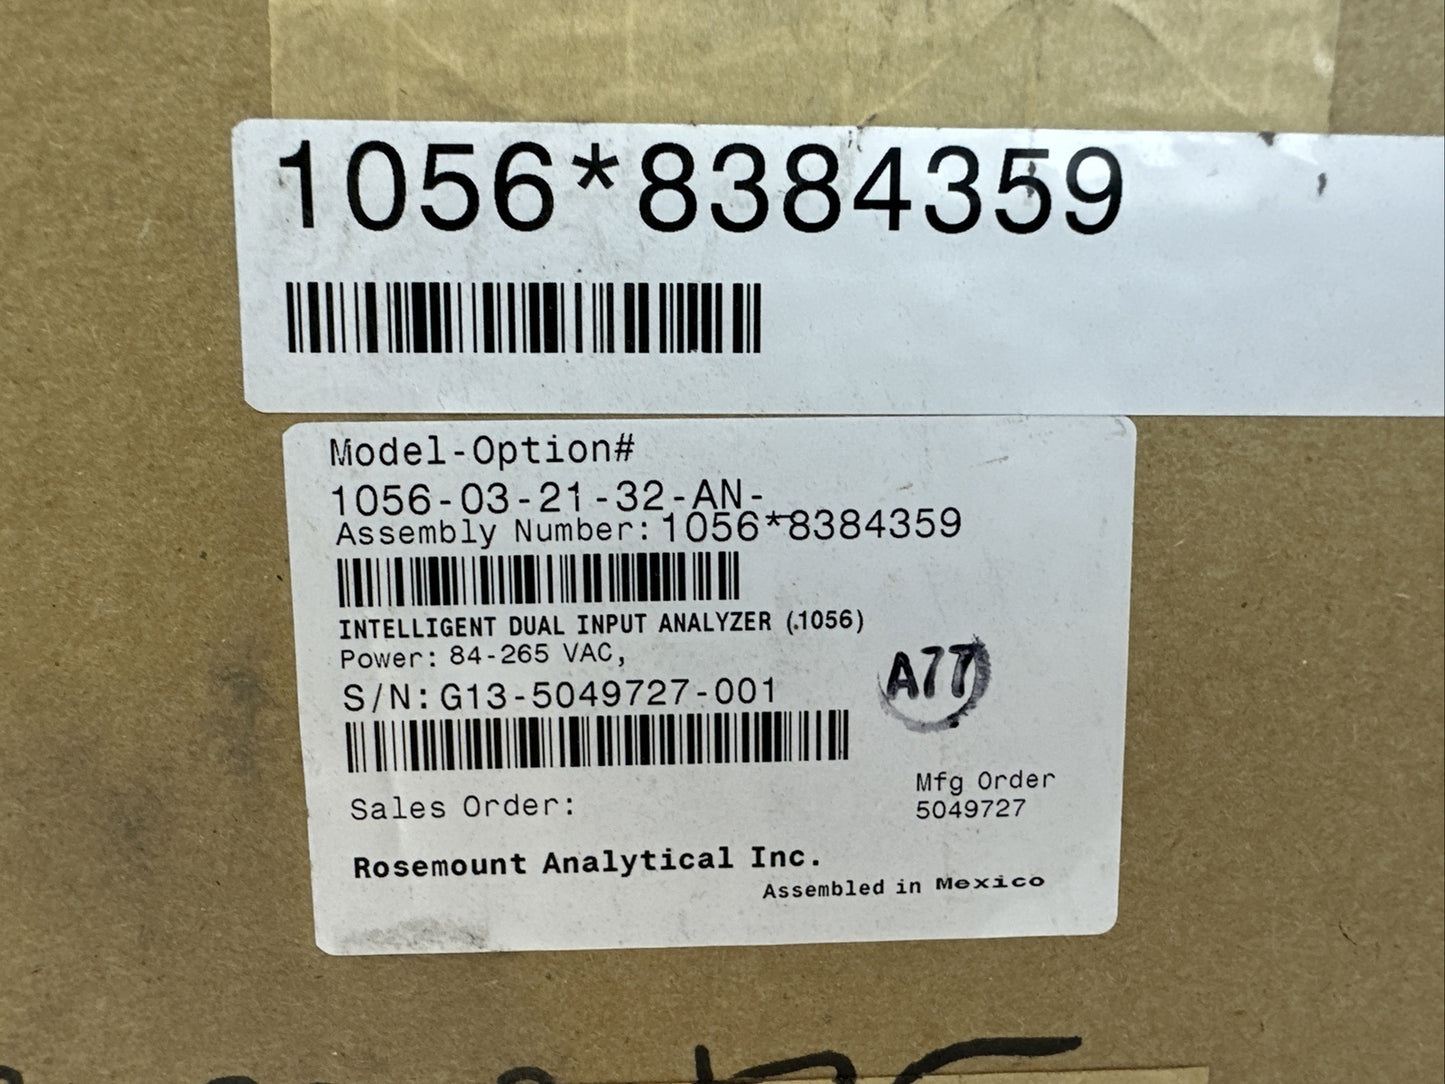 1056*8384359
Model-Option#
1056-03-21-32-AN-_
Assembly Number: 1056*8384359
INTELLIGENT DUAL INPUT ANALYZER (.1056)
Power: 84-265 VAC,
S/N: G13-5049727-001
A77
Mfg Order
5049727
Sales Order:
Rosemount Analytical Inc.
Assembled in Mexico